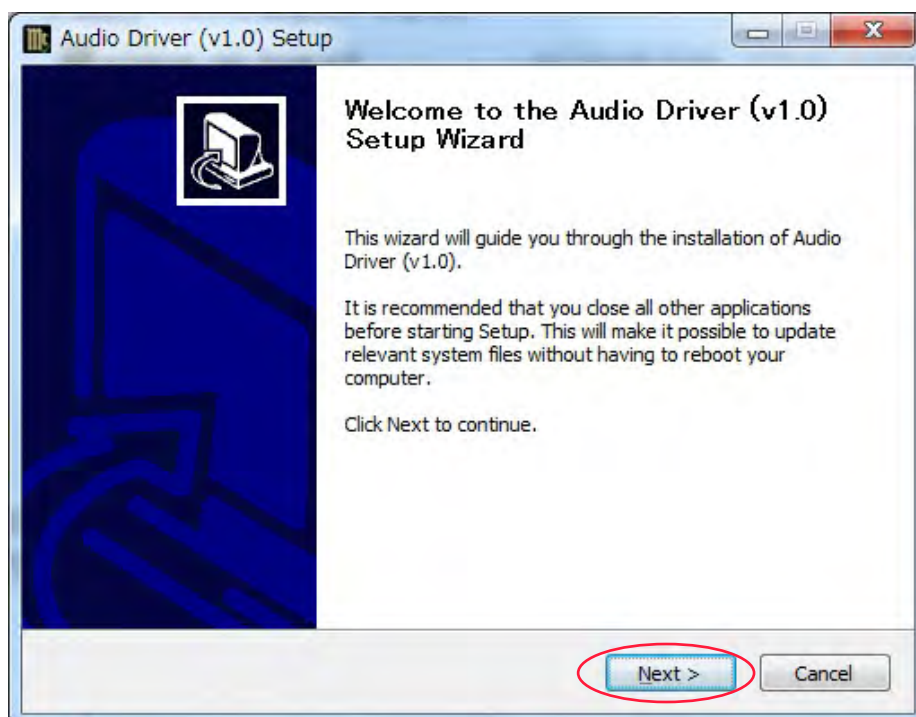 Audio Driver (v1.0) Setup
Welcome to the Audio Driver (v1.0)
Setup Wizard
This wizard will guide you through the installation of Audio
Driver (v1.0).
It is recommended that you close all other applications
before starting Setup. This will make it possible to update
relevant system files without having to reboot your
computer.
Click Next to continue.
Next >
Cancel